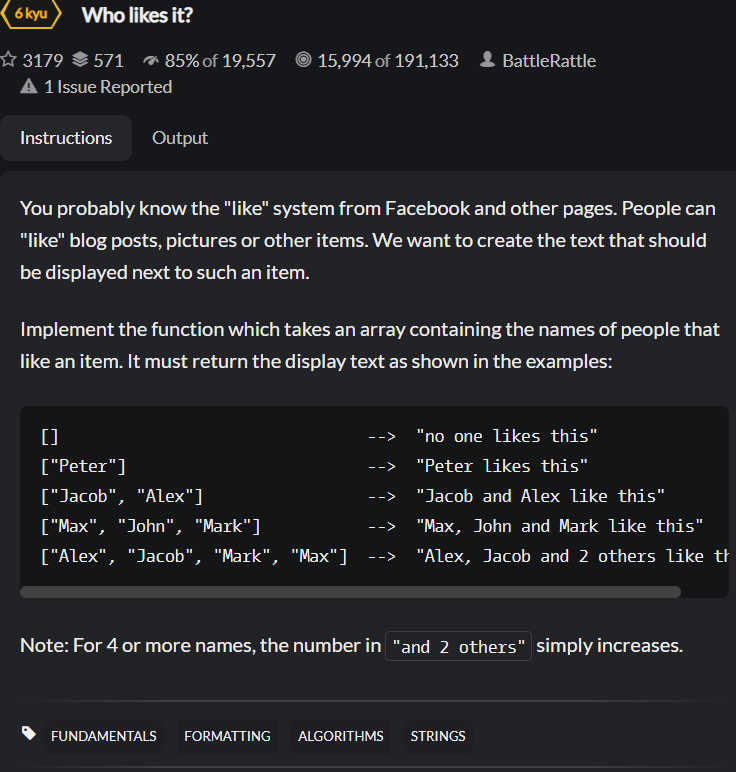 6 kyu Who likes it?
3179 571 85% of 19,557 15,994 of 191,133 BattleRattle
1 Issue Reported
Instructions Output
You probably know the "like" system from Facebook and other pages. People can
"like" blog posts, pictures or other items. We want to create the text that should
be displayed next to such an item.
Implement the function which takes an array containing the names of people that
like an item. It must return the display text as shown in the examples:
[] --> "no one likes this"
["Peter"] --> "Peter likes this"
["Jacob", "Alex"] --> "Jacob and Alex like this"
["Max", "John", "Mark"] --> "Max, John and Mark like this"
["Alex", "Jacob", "Mark", "Max"] --> "Alex, Jacob and 2 others like th
Note: For 4 or more names, the number in "and 2 others" simply increases.
FUNDAMENTALS FORMATTING ALGORITHMS STRINGS